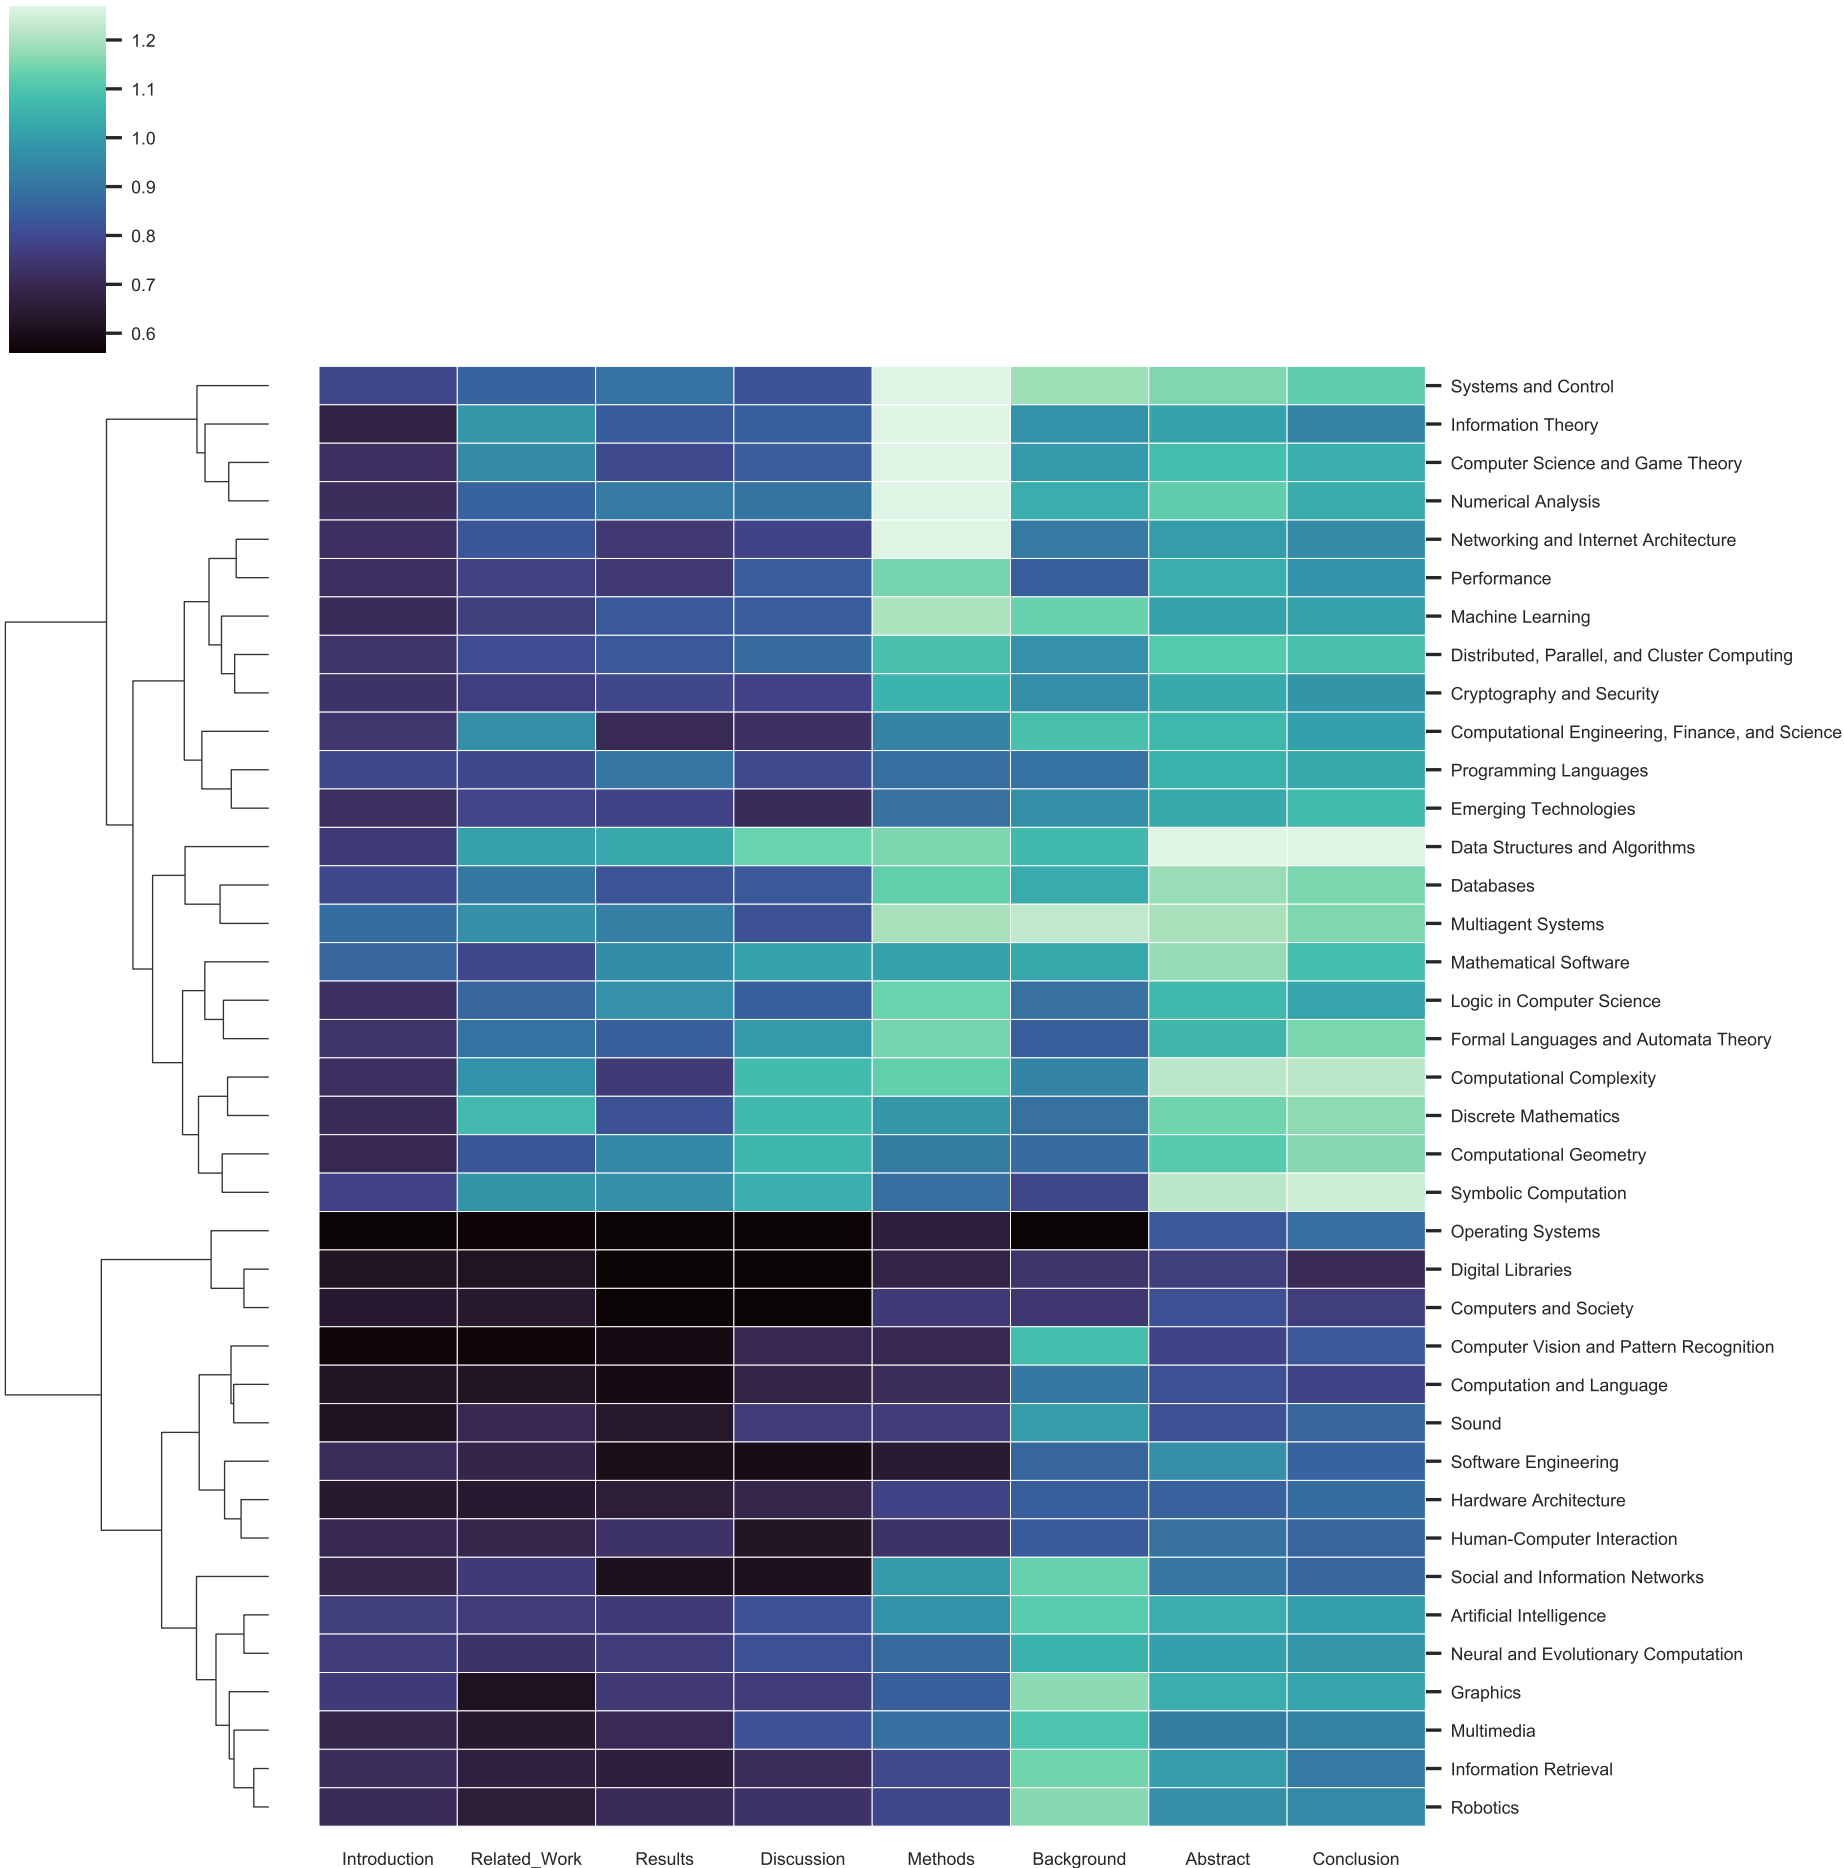 1.2
1.1
1.0
0.9
0.8
0.7
0.6
Systems and Control
Information Theory
Computer Science and Game Theory
Numerical Analysis
Networking and Internet Architecture
Performance
Machine Learning
Distributed, Parallel, and Cluster Computing
Cryptography and Security
Computational Engineering, Finance, and Science
Programming Languages
Emerging Technologies
Data Structures and Algorithms
Databases
Multiagent Systems
Mathematical Software
Logic in Computer Science
Formal Languages and Automata Theory
Computational Complexity
Discrete Mathematics
Computational Geometry
Symbolic Computation
Operating Systems
Digital Libraries
Computers and Society
Computer Vision and Pattern Recognition
Computation and Language
Sound
Software Engineering
Hardware Architecture
Human-Computer Interaction
Social and Information Networks
Artificial Intelligence
Neural and Evolutionary Computation
Graphics
Multimedia
Information Retrieval
Robotics
Introduction Related_Work Results Discussion Methods Background Abstract Conclusion